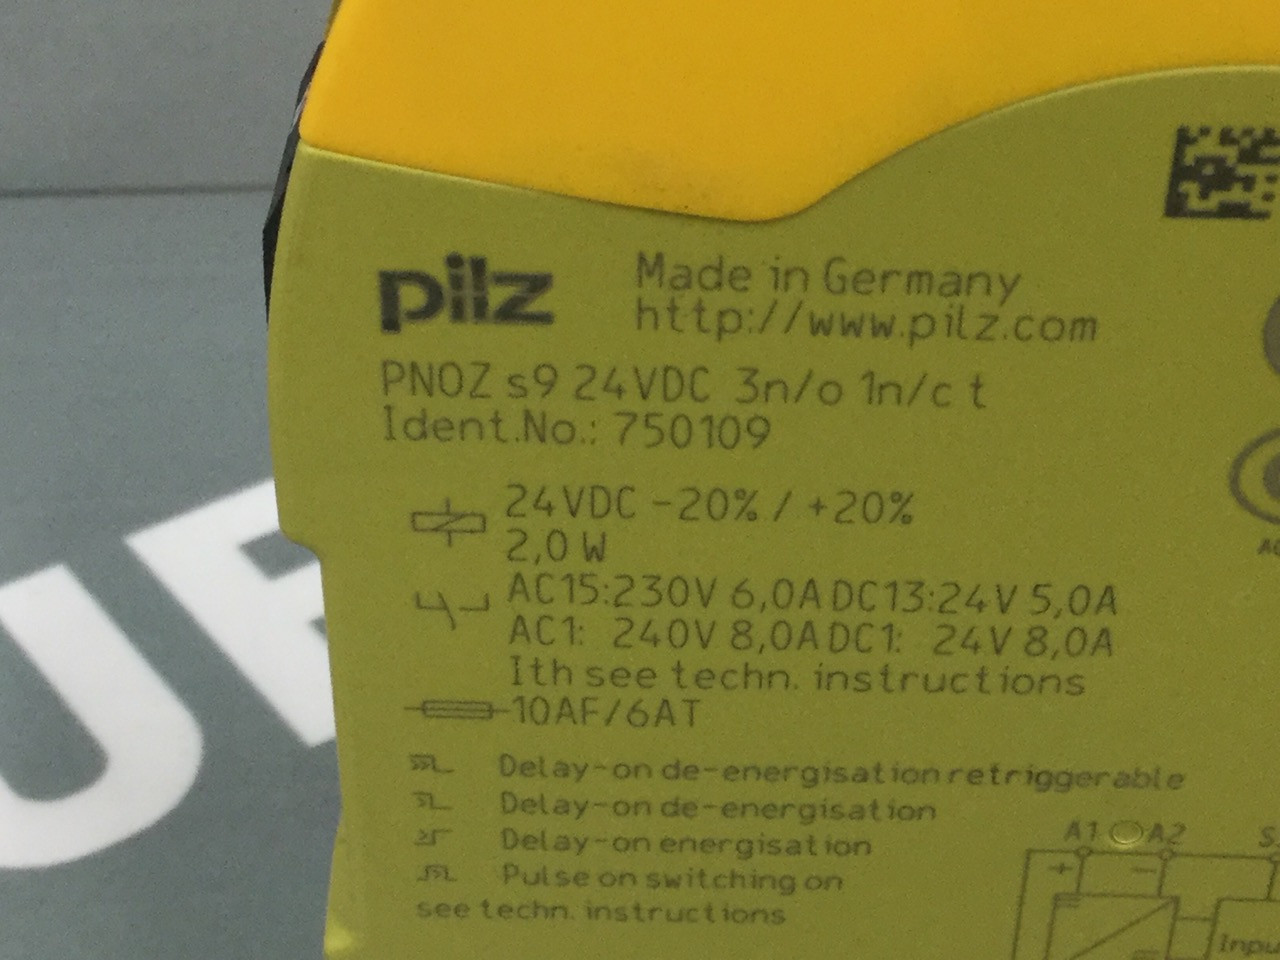 pilz
Made in Germany
http://www.pilz.com
PNOZ s9 24VDC 3n/o 1n/c t
Ident.No.: 750109
24VDC -20% / +20%
2,0 W
AC15:230V 6,0A DC13:24V 5,0A
AC1: 240V 8,0A DC1: 24V 8,0A
Ith see techn. instructions
10AF/6AT
Delay-on de-energisation retriggerable
Delay-on de-energisation
Delay-on energisation
Pulse on switching on
see techn. instructions
A1 A2
+ -